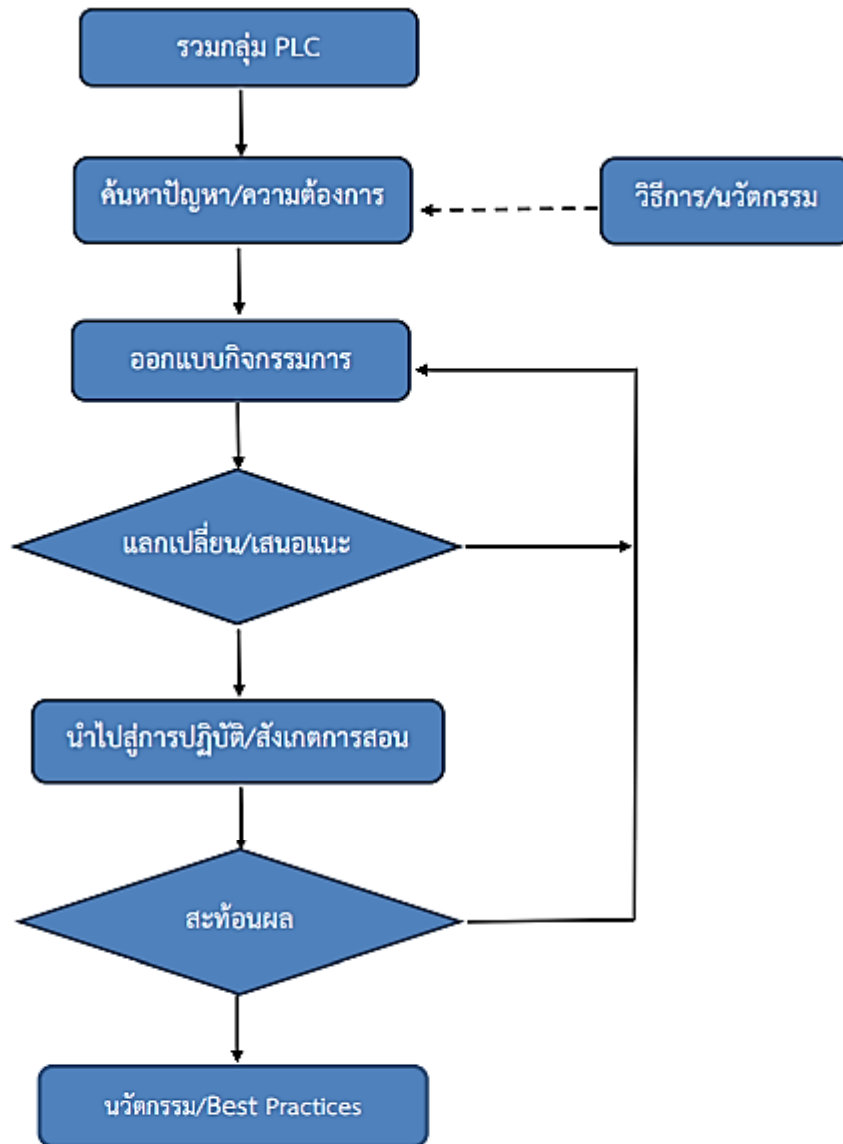 รวมกลุ่ม PLC
ค้นหาปัญหา/ความต้องการ
วิธีการ/นวัตกรรม
ออกแบบกิจกรรมการ
แลกเปลี่ยน/เสนอแนะ
นำไปสู่การปฏิบัติ/สังเกตการสอน
สะท้อนผล
นวัตกรรม/Best Practices